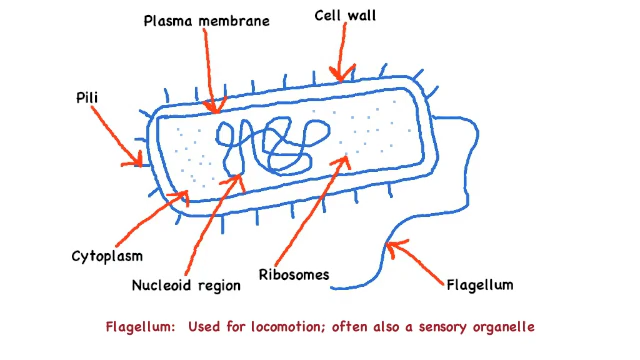 Plasma membrane
Cell wall
Pili
Cytoplasm
Nucleoid region
Ribosomes
Flagellum
Flagellum: Used for locomotion; often also a sensory organelle